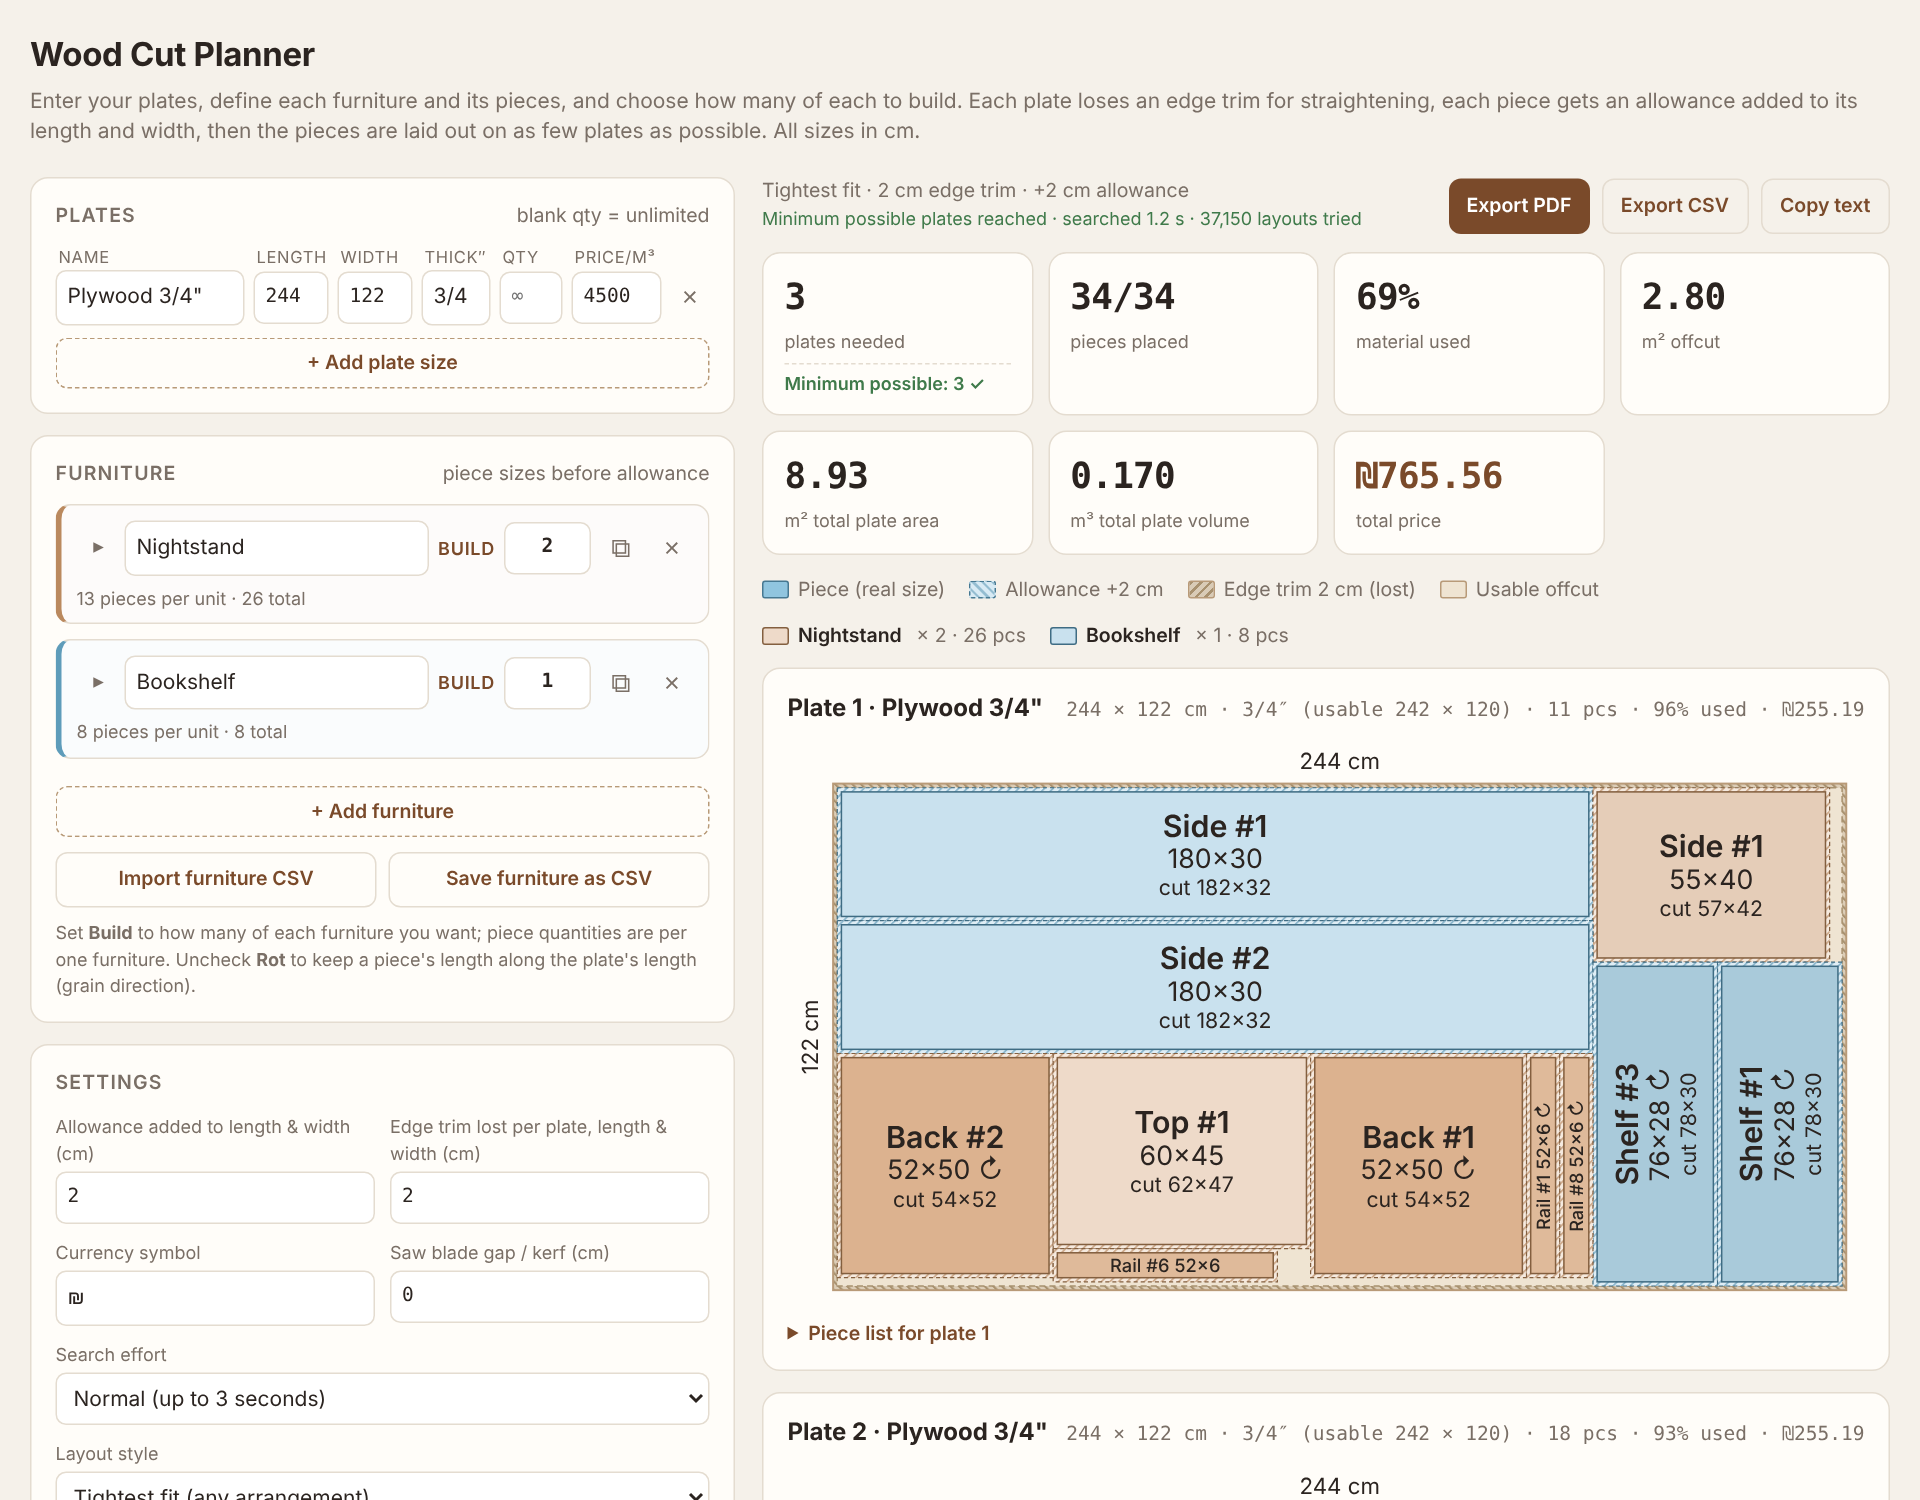 Wood Cut Planner
Enter your plates, define each furniture and its pieces, and choose how many of each to build. Each plate loses an edge trim for straightening, each piece gets an allowance added to its
length and width, then the pieces are laid out on as few plates as possible. All sizes in cm.
PLATES
blank qty = unlimited
NAME LENGTH WIDTH THICK″ QTY PRICE/M³
Plywood 3/4" 244 122 3/4 ∞ 4500 ×
+ Add plate size
FURNITURE
piece sizes before allowance
▸ Nightstand BUILD 2 ×
13 pieces per unit · 26 total
▸ Bookshelf BUILD 1 ×
8 pieces per unit · 8 total
+ Add furniture
Import furniture CSV
Save furniture as CSV
Set Build to how many of each furniture you want; piece quantities are per
one furniture. Uncheck Rot to keep a piece's length along the plate's length
(grain direction).
SETTINGS
Allowance added to length & width
(cm)
2
Edge trim lost per plate, length &
width (cm)
2
Currency symbol
₪
Saw blade gap / kerf (cm)
0
Search effort
Normal (up to 3 seconds)
Layout style
Tightest fit (any arrangement)
Tightest fit · 2 cm edge trim · +2 cm allowance
Minimum possible plates reached · searched 1.2 s · 37,150 layouts tried
Export PDF
Export CSV
Copy text
3
plates needed
Minimum possible: 3 ✓
34/34
pieces placed
69%
material used
2.80
m² offcut
8.93
m² total plate area
0.170
m³ total plate volume
₪765.56
total price
Piece (real size)
Allowance +2 cm
Edge trim 2 cm (lost)
Usable offcut
Nightstand × 2 · 26 pcs
Bookshelf × 1 · 8 pcs
Plate 1 · Plywood 3/4" 244 × 122 cm · 3/4″ (usable 242 × 120) · 11 pcs · 96% used · ₪255.19
244 cm
122 cm
Side #1
180×30
cut 182×32
Side #1
55×40
cut 57×42
Side #2
180×30
cut 182×32
Back #2
52×50 ↻
cut 54×52
Top #1
60×45
cut 62×47
Rail #6 52×6
Back #1
52×50 ↻
cut 54×52
Rail #1 52×6 ↻
Rail #8 52×6 ↻
Shelf #3
76×28 ↻
cut 78×30
Shelf #1
76×28 ↻
cut 78×30
▸ Piece list for plate 1
Plate 2 · Plywood 3/4" 244 × 122 cm · 3/4″ (usable 242 × 120) · 18 pcs · 93% used · ₪255.19
244 cm